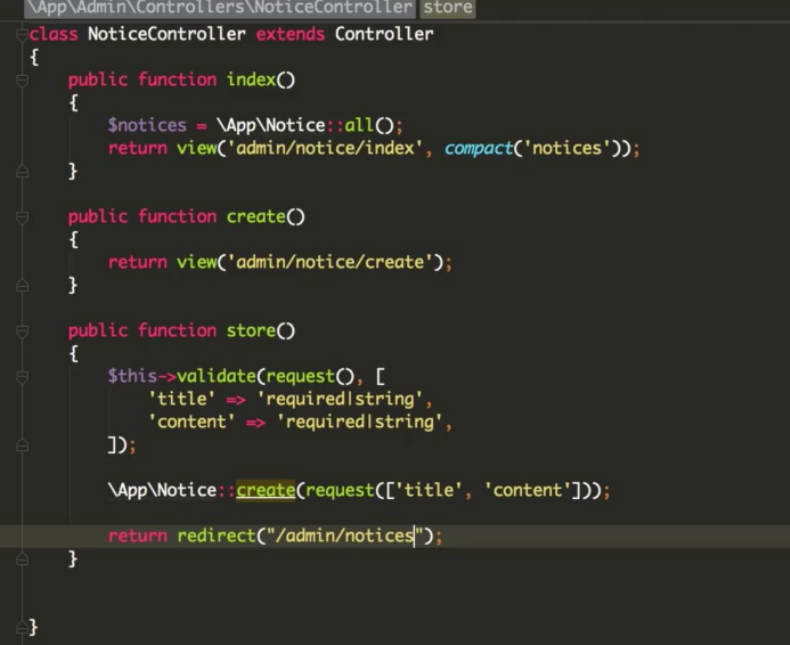 \App\Admin\Controllers\NoticeController store
class NoticeController extends Controller
{
    public function index()
    {
        $notices = \App\Notice::all();
        return view('admin/notice/index', compact('notices'));
    }
    public function create()
    {
        return view('admin/notice/create');
    }
    public function store()
    {
        $this->validate(request(), [
            'title' => 'required|string',
            'content' => 'required|string',
        ]);
        \App\Notice::create(request(['title', 'content']));
        return redirect("/admin/notices");
    }
}